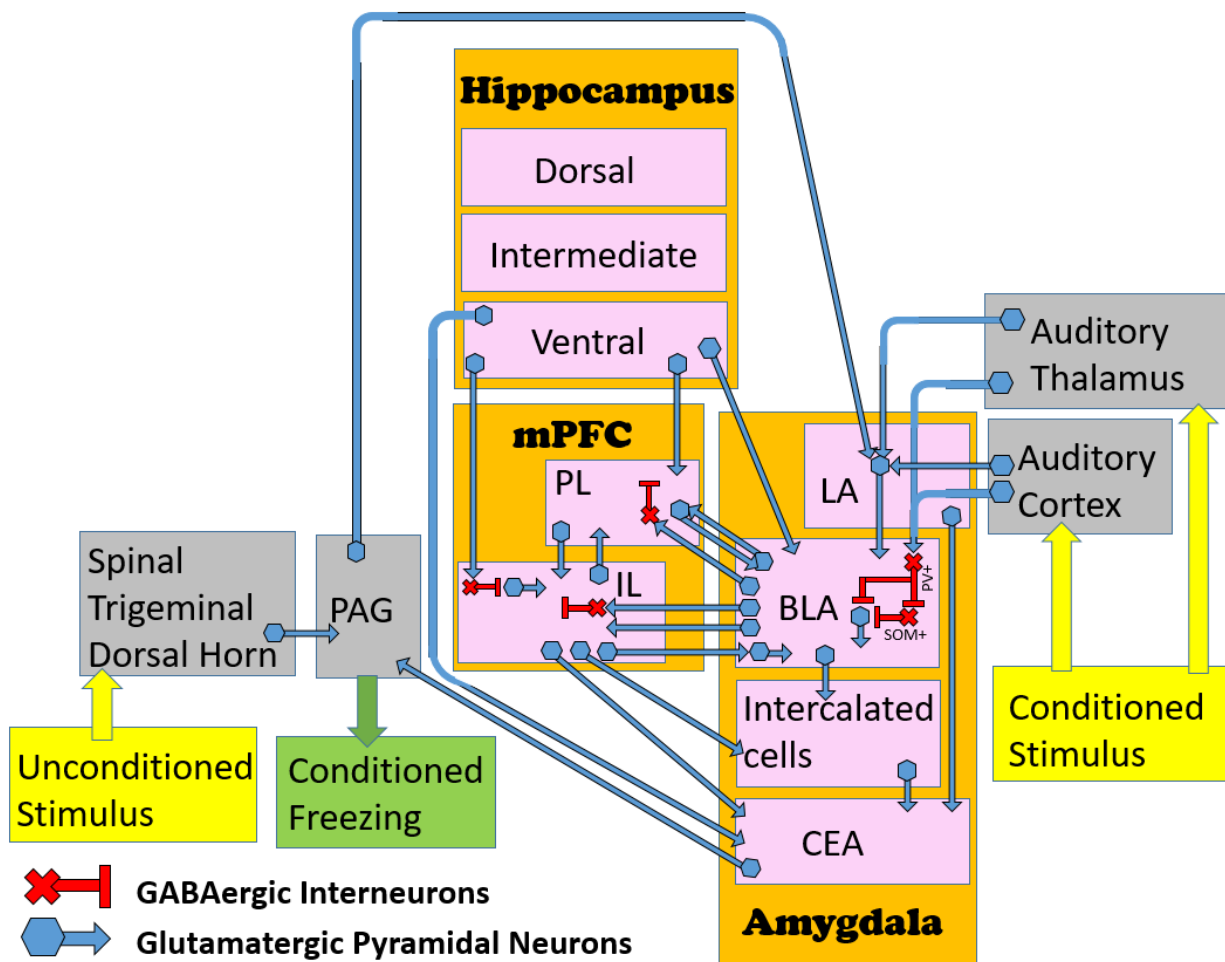 Hippocampus
Dorsal
Intermediate
Ventral
Auditory
Thalamus
mPFC
PL
LA
Auditory
Cortex
Spinal
Trigeminal
Dorsal Horn
PAG
IL
BLA
PV+
SOM+
Intercalated
cells
Conditioned
Stimulus
Unconditioned
Stimulus
Conditioned
Freezing
CEA
Amygdala
GABAergic Interneurons
Glutamatergic Pyramidal Neurons